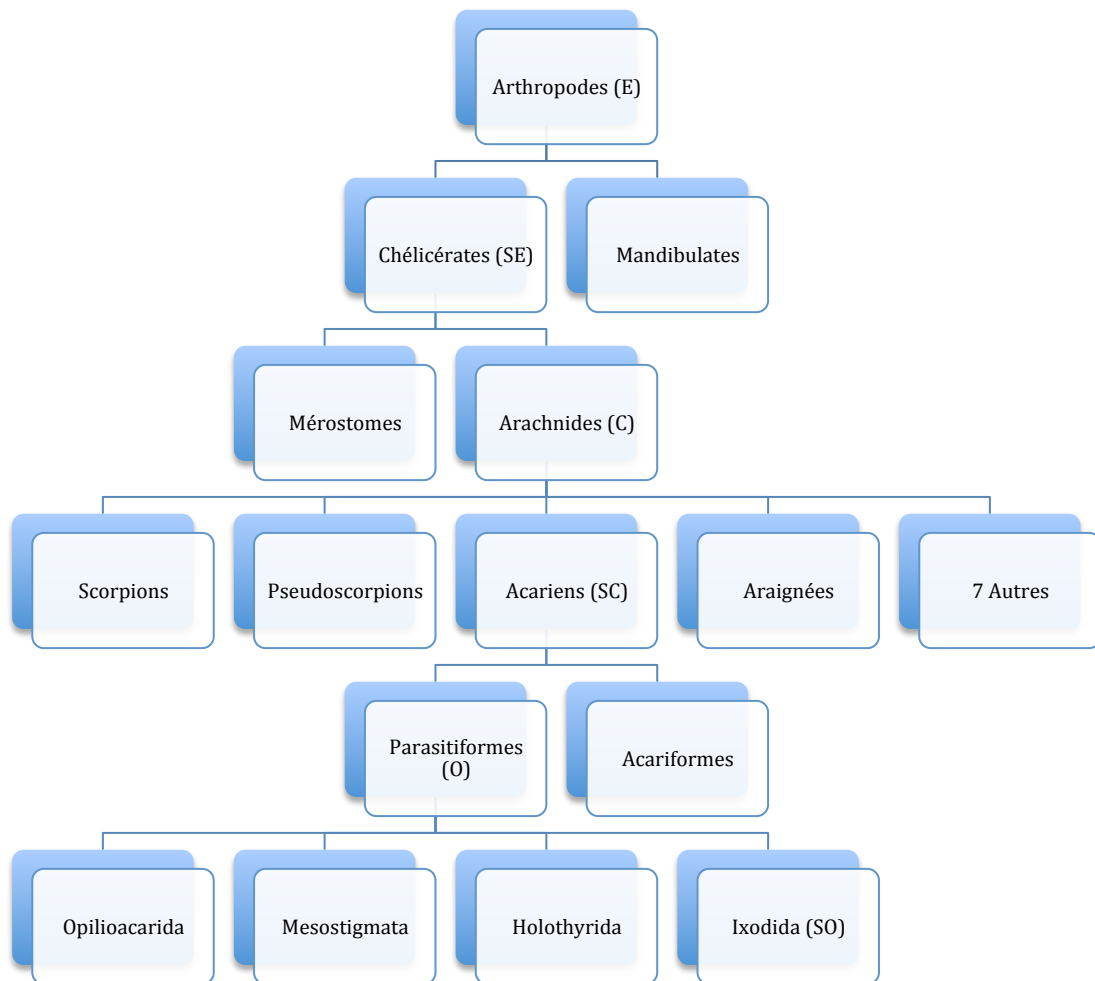 Arthropodes (E)
Chélicérates (SE)
Mandibulates
Mérostomes
Arachnides (C)
Scorpions
Pseudoscorpions
Acariens (SC)
Araignées
7 Autres
Parasitiformes
(O)
Acariformes
Opilioacarida
Mesostigmata
Holothyrida
Ixodida (SO)